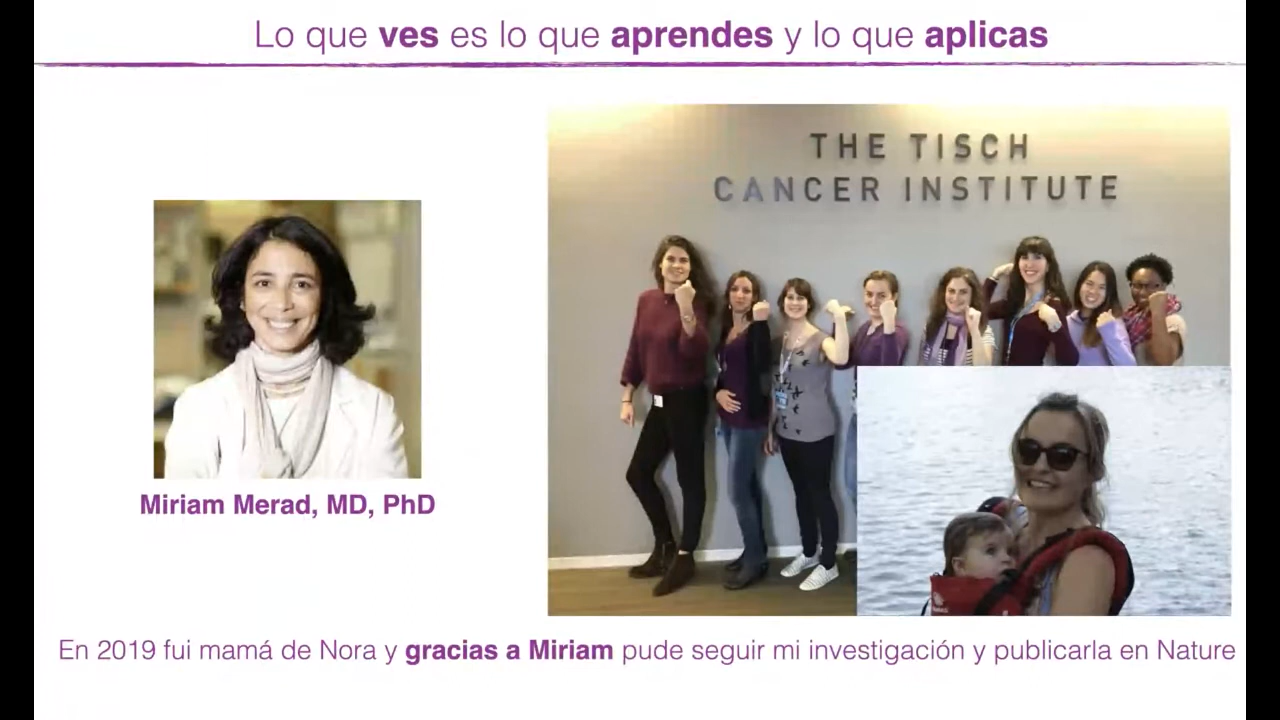 Lo que ves es lo que aprendes y lo que aplicas
THE TISCH
CANCER INSTITUTE
Miriam Merad, MD, PhD
En 2019 fui mamá de Nora y gracias a Miriam pude seguir mi investigación y publicarla en Nature